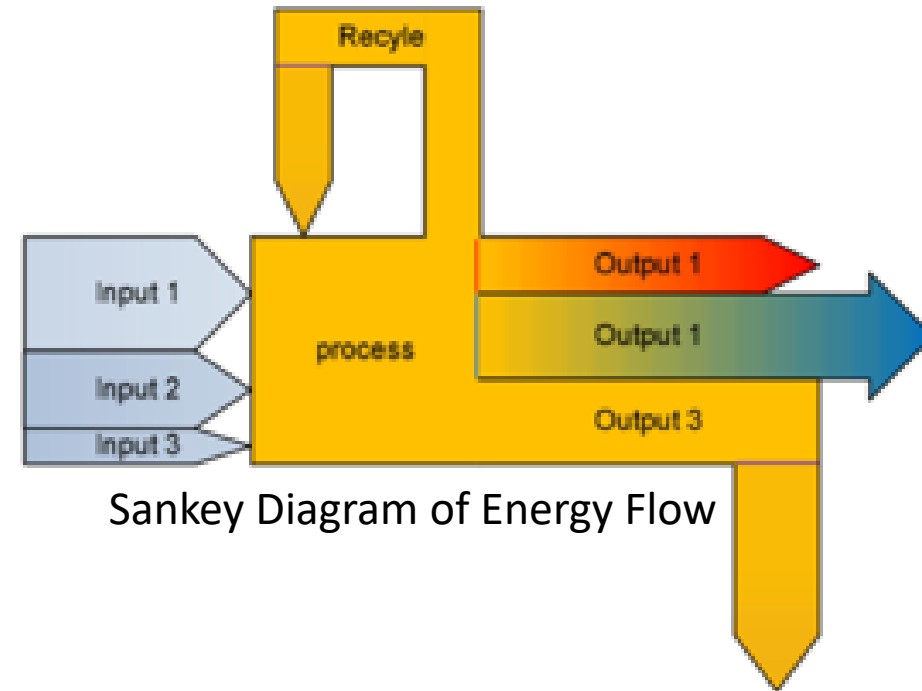 Recyle
Input 1
Input 2
Input 3
process
Output 1
Output 1
Output 3
Sankey Diagram of Energy Flow